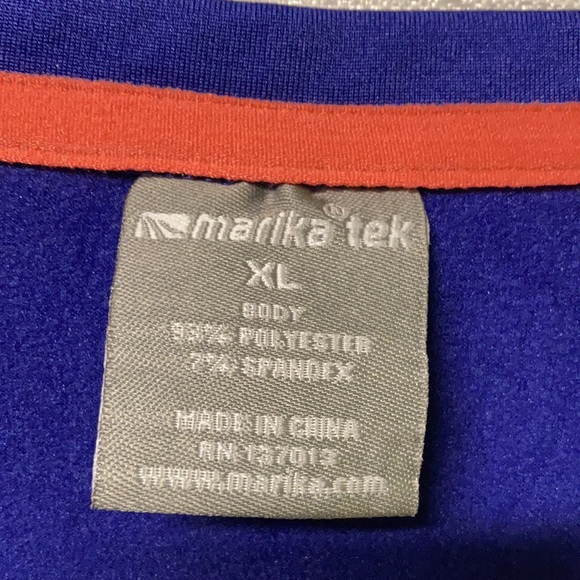 marika® tek
XL
BODY
93% POLYESTER
7% SPANDEX
MADE IN CHINA
RN 137013
www.marika.com